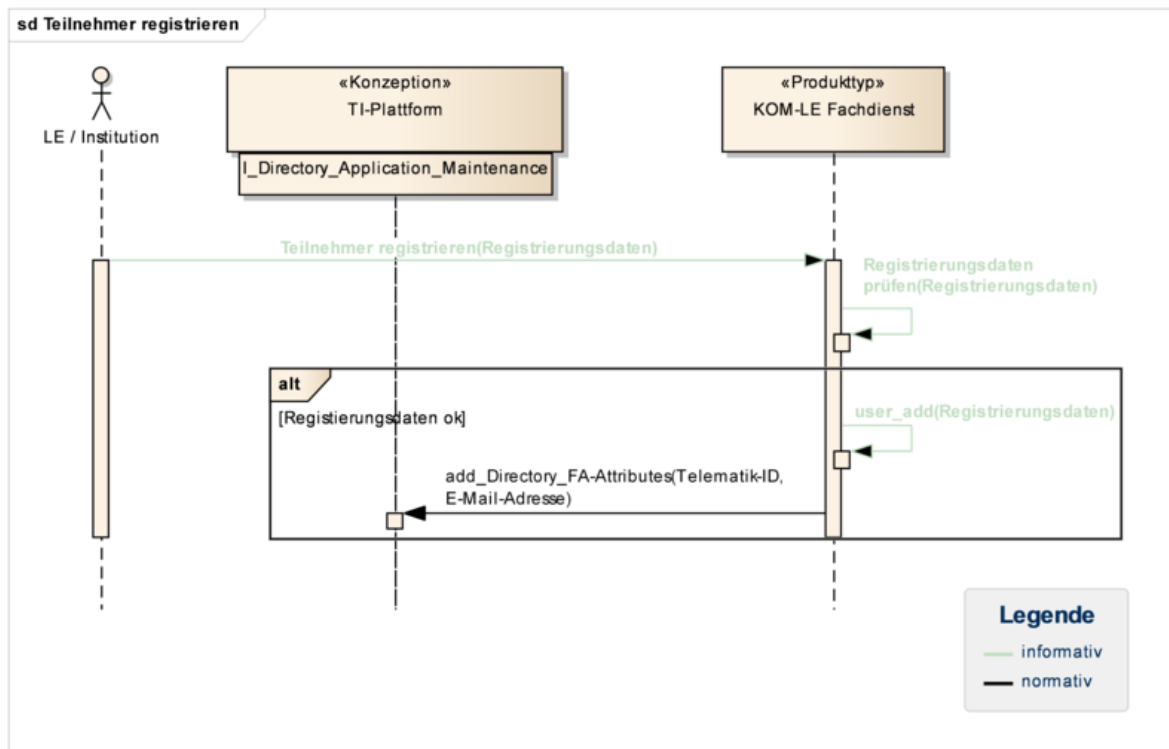 sd Teilnehmer registrieren
LE / Institution
«Konzeption»
TI-Plattform
I_Directory_Application_Maintenance
«Produkttyp»
KOM-LE Fachdienst
Teilnehmer registrieren(Registrierungsdaten)
Registrierungsdaten
prüfen(Registrierungsdaten)
alt
[Registierungsdaten ok]
user_add(Registrierungsdaten)
add_Directory_FA-Attributes(Telematik-ID,
E-Mail-Adresse)
Legende
informativ
normativ